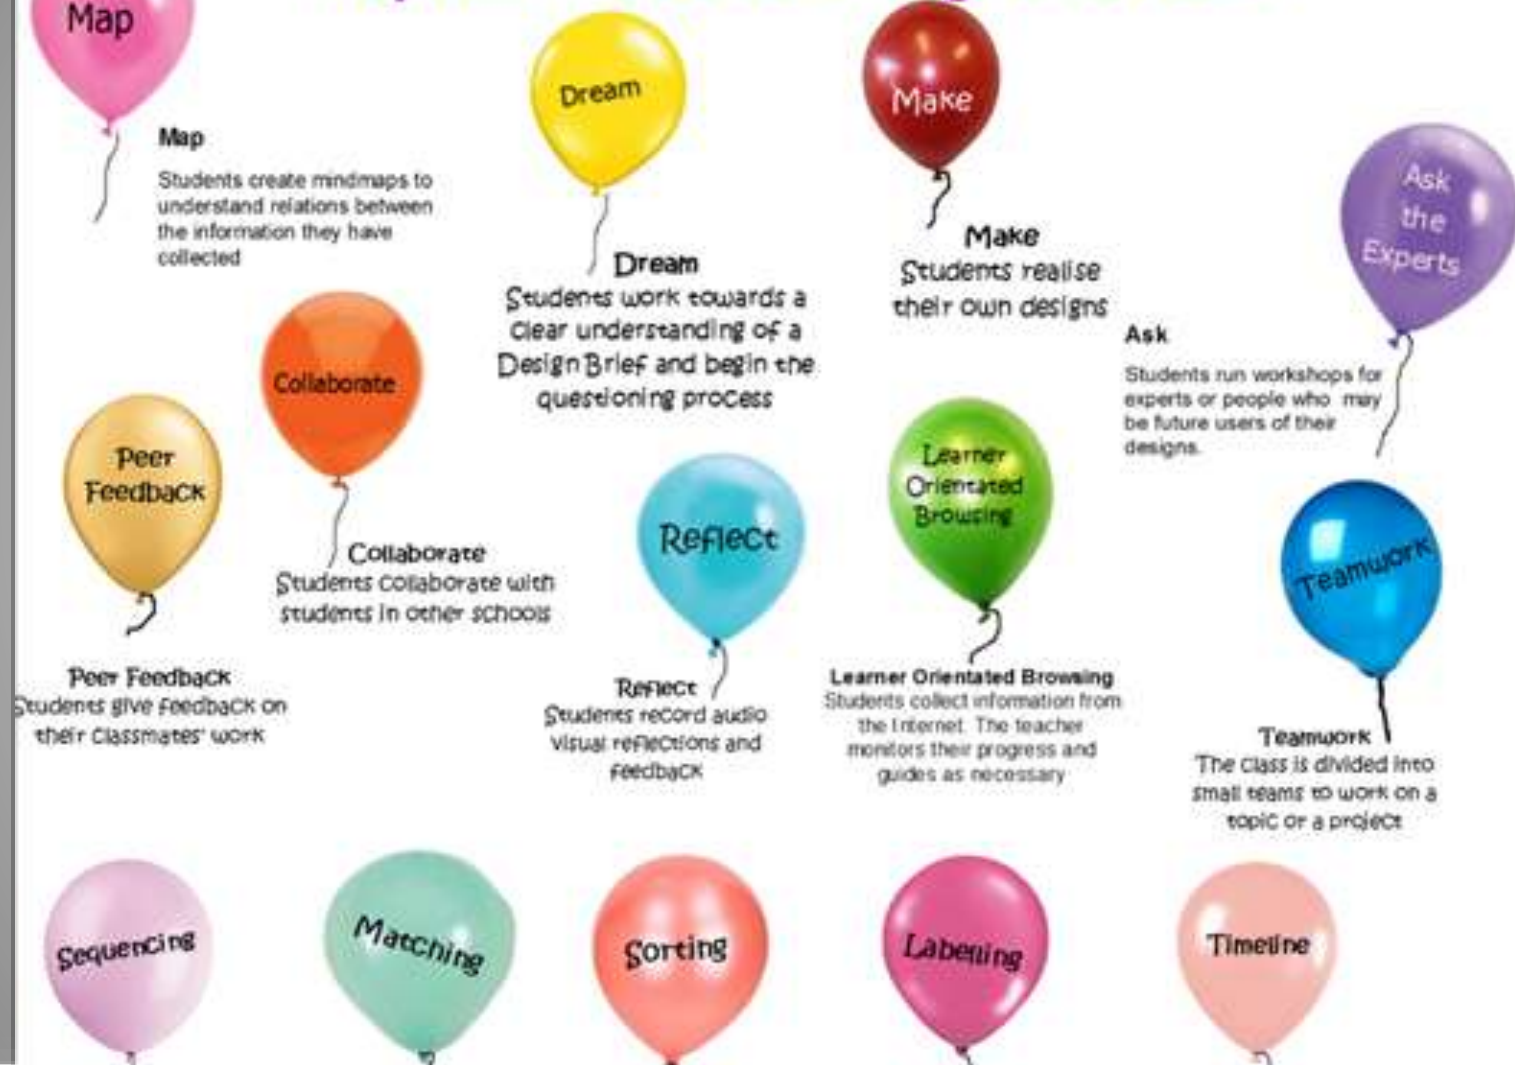 Map
Dream
Make
Ask
the
Experts
Map
Students create mindmaps to
understand relations between
the information they have
collected
Dream
Students work towards a
clear understanding of a
Design Brief and begin the
questioning process
Make
Students realise
their own designs
Ask
Students run workshops for
experts or people who may
be future users of their
designs.
Collaborate
Peer
Feedback
Reflect
Learner
Orientated
Browsing
Teamwork
Collaborate
Students collaborate with
students in other schools
Peer Feedback
Students give feedback on
their classmates' work
Reflect
Students record audio
visual reflections and
feedback
Learner Orientated Browsing
Students collect information from
the Internet. The teacher
monitors their progress and
guides as necessary
Teamwork
The class is divided into
small teams to work on a
topic or a project
Sequencing
Matching
Sorting
Labelling
Timeline